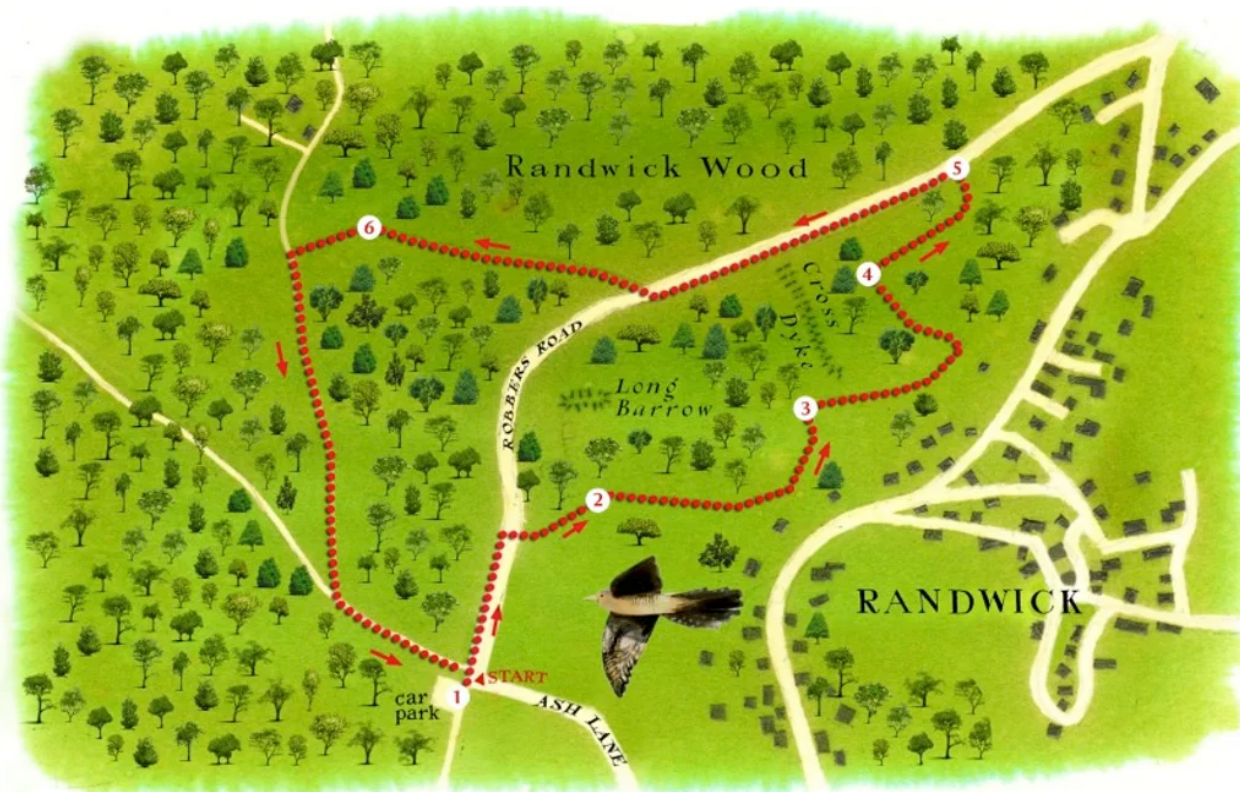 Randwick Wood
5
6
4
Cross
Dyke
ROBBERS ROAD
Long
Barrow
3
2
RANDWICK
START
car
park
1
ASH LANE